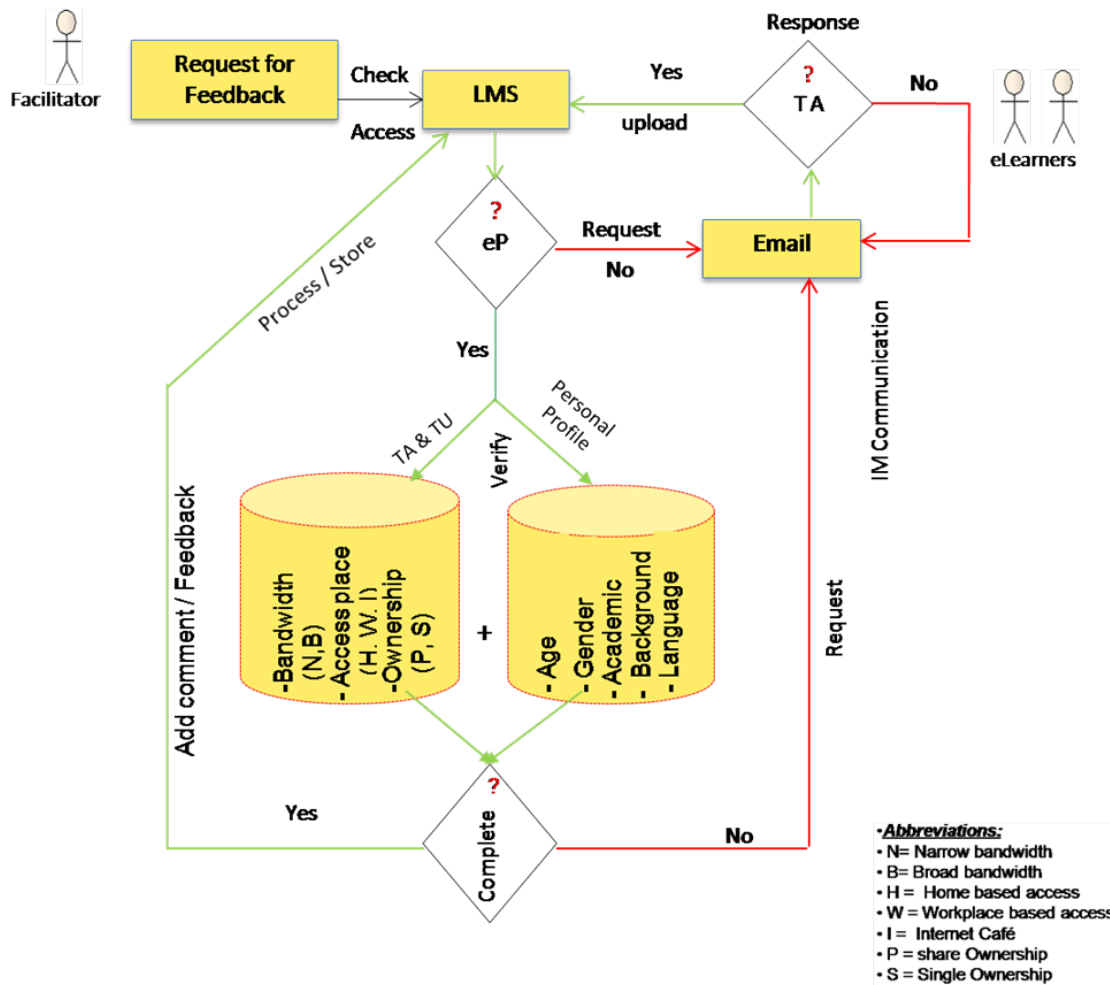 Facilitator
Request for
Feedback
Check
Access
LMS
Yes
upload
Response
?
TA
No
eLearners
?
eP
Request
No
Email
Process / Store
Yes
TA & TU
Verify
Personal
Profile
IM Communication
Add comment / Feedback
-Bandwidth
(N,B)
- Access place
(H. W. I)
-Ownership
(P, S)
+
- Age
- Gender
- Academic
- Background
- Language
Request
?
Complete
Yes
No
•Abbreviations:
• N= Narrow bandwidth
• B= Broad bandwidth
• H = Home based access
• W = Workplace based access
• I = Internet Café
• P = share Ownership
• S = Single Ownership